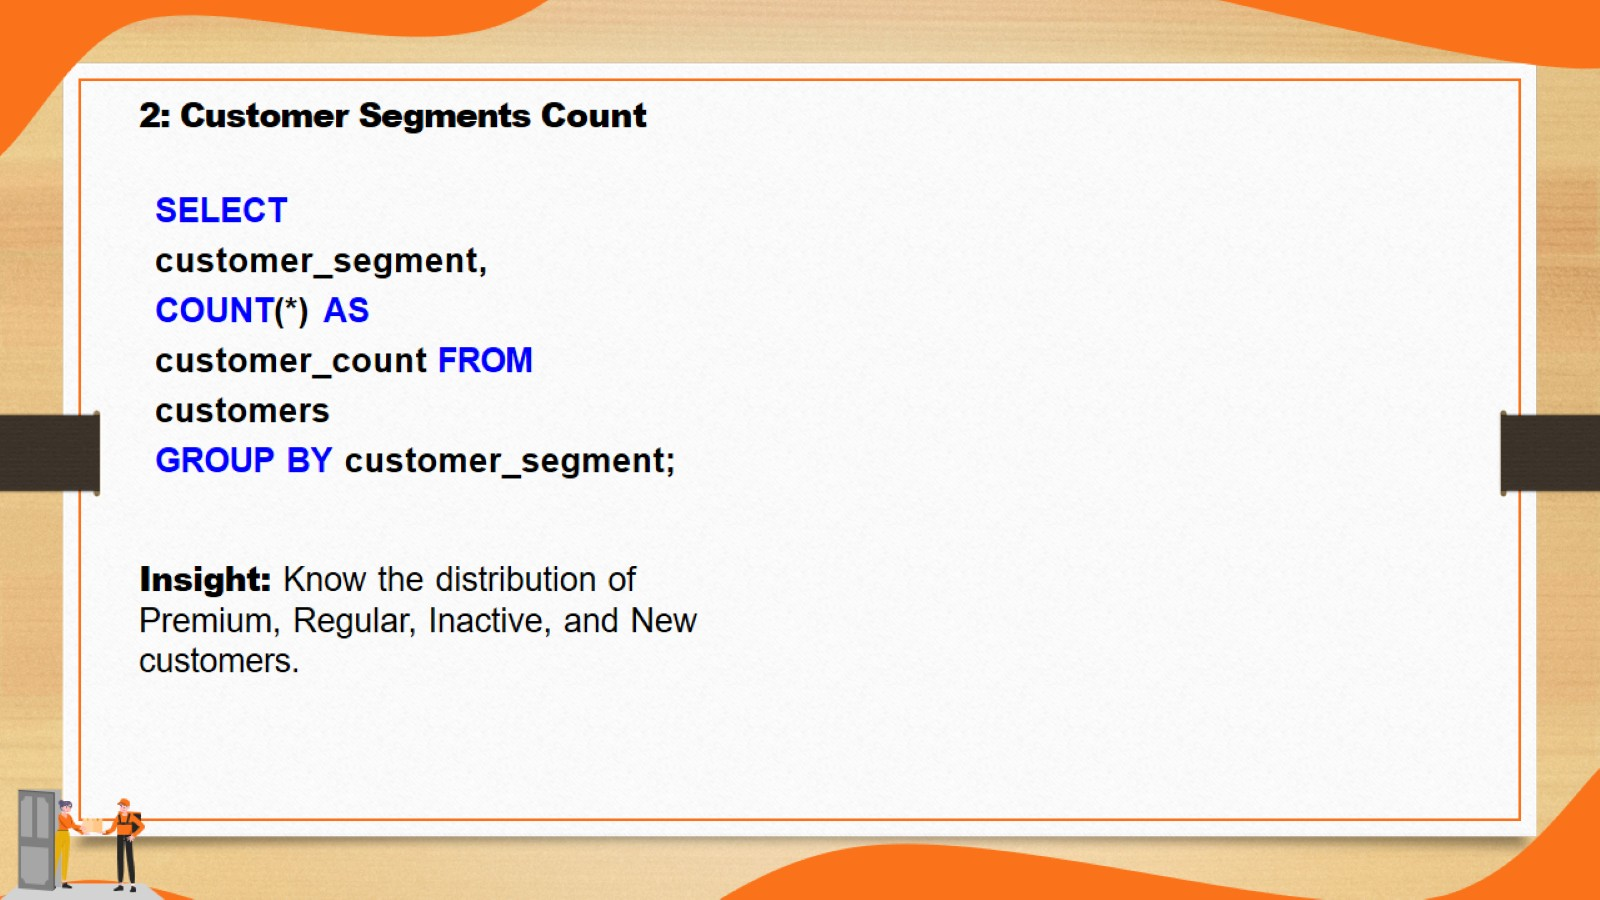 2: Customer Segments Count
SELECT
customer_segment,
COUNT(*) AS
customer_count FROM
customers
GROUP BY customer_segment;
Insight: Know the distribution of
Premium, Regular, Inactive, and New
customers.